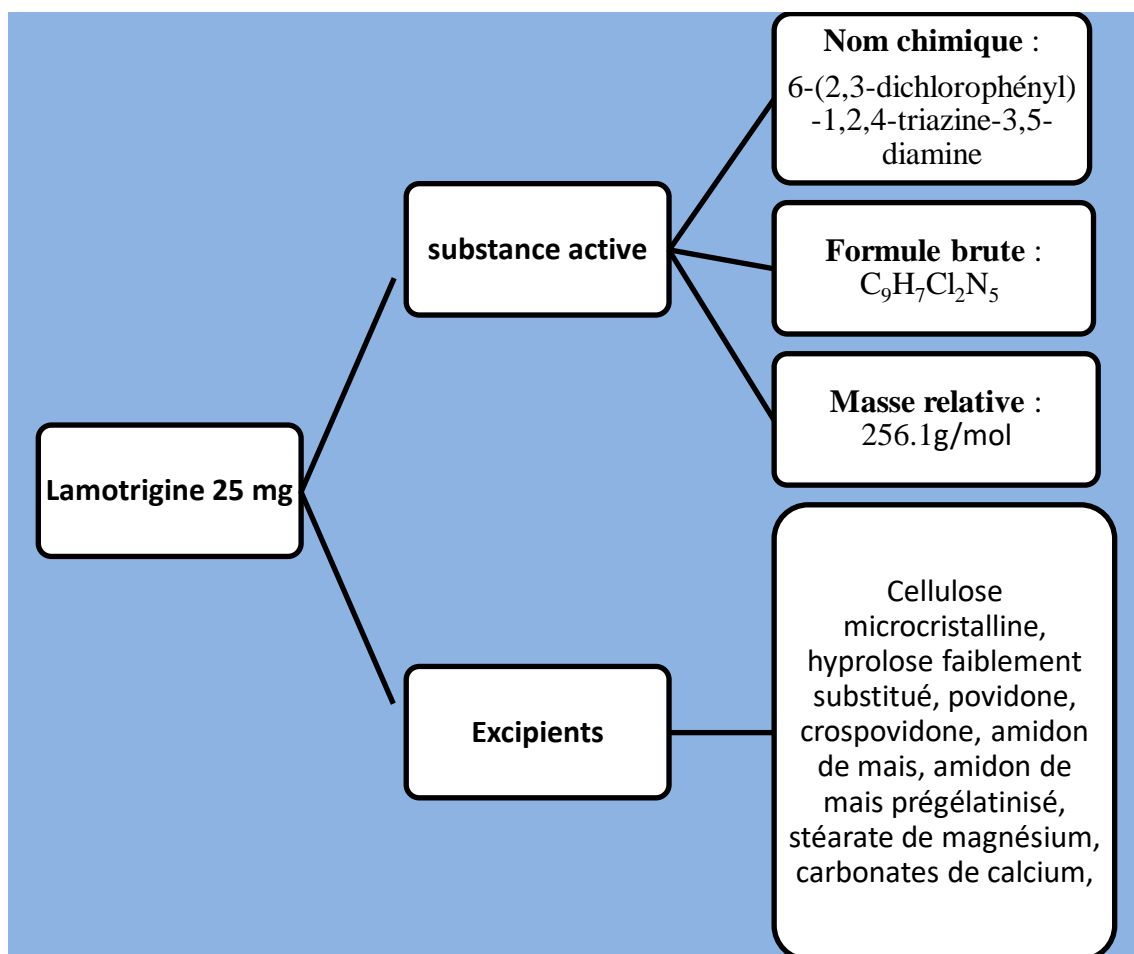 Nom chimique :
6-(2,3-dichlorophényl)
-1,2,4-triazine-3,5-
diamine
substance active
Formule brute :
C₉H₇Cl₂N₅
Masse relative :
256.1g/mol
Lamotrigine 25 mg
Cellulose
microcristalline,
hyprolose faiblement
substitué, povidone,
crospovidone, amidon
de mais, amidon de
mais prégélatinisé,
stéarate de magnésium,
carbonates de calcium,
Excipients